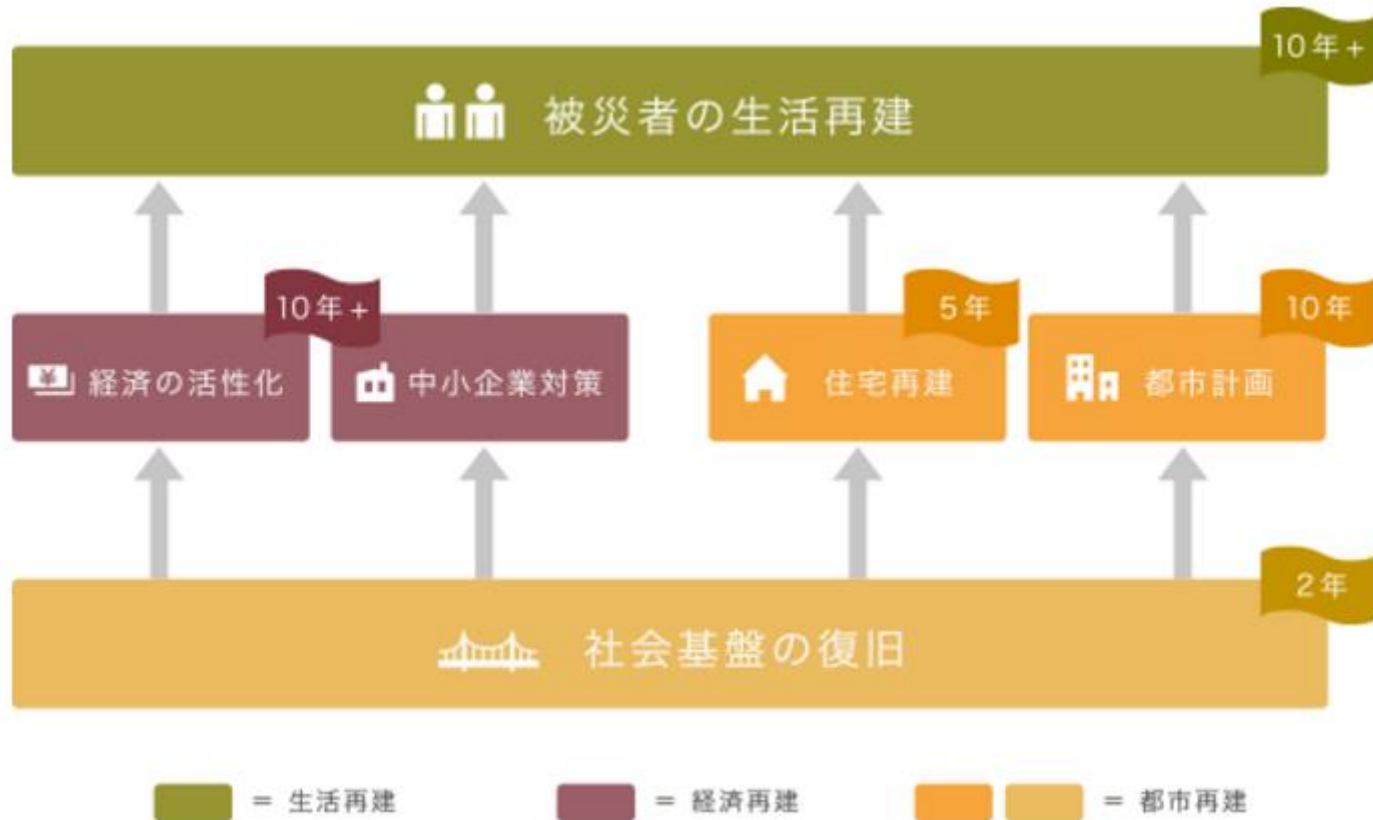 10年+
被災者の生活再建
10年+
5年
10年
¥
経済の活性化
中小企業対策
住宅再建
都市計画
2年
社会基盤の復旧
= 生活再建
= 経済再建
= 都市再建